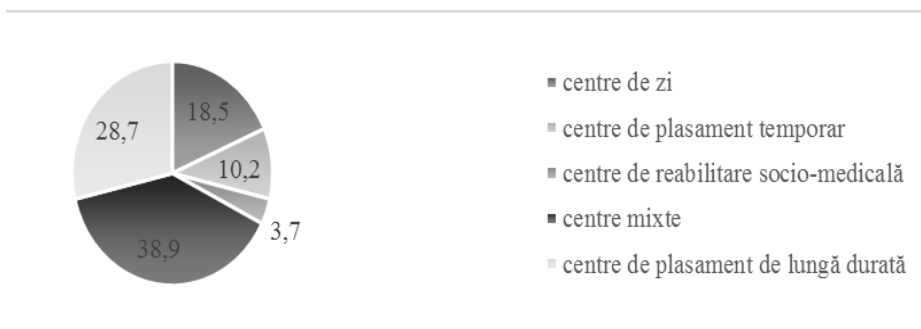 18,5
28,7
10,2
3,7
38,9
centre de zi
centre de plasament temporar
centre de reabilitare socio-medicală
centre mixte
centre de plasament de lungă durată